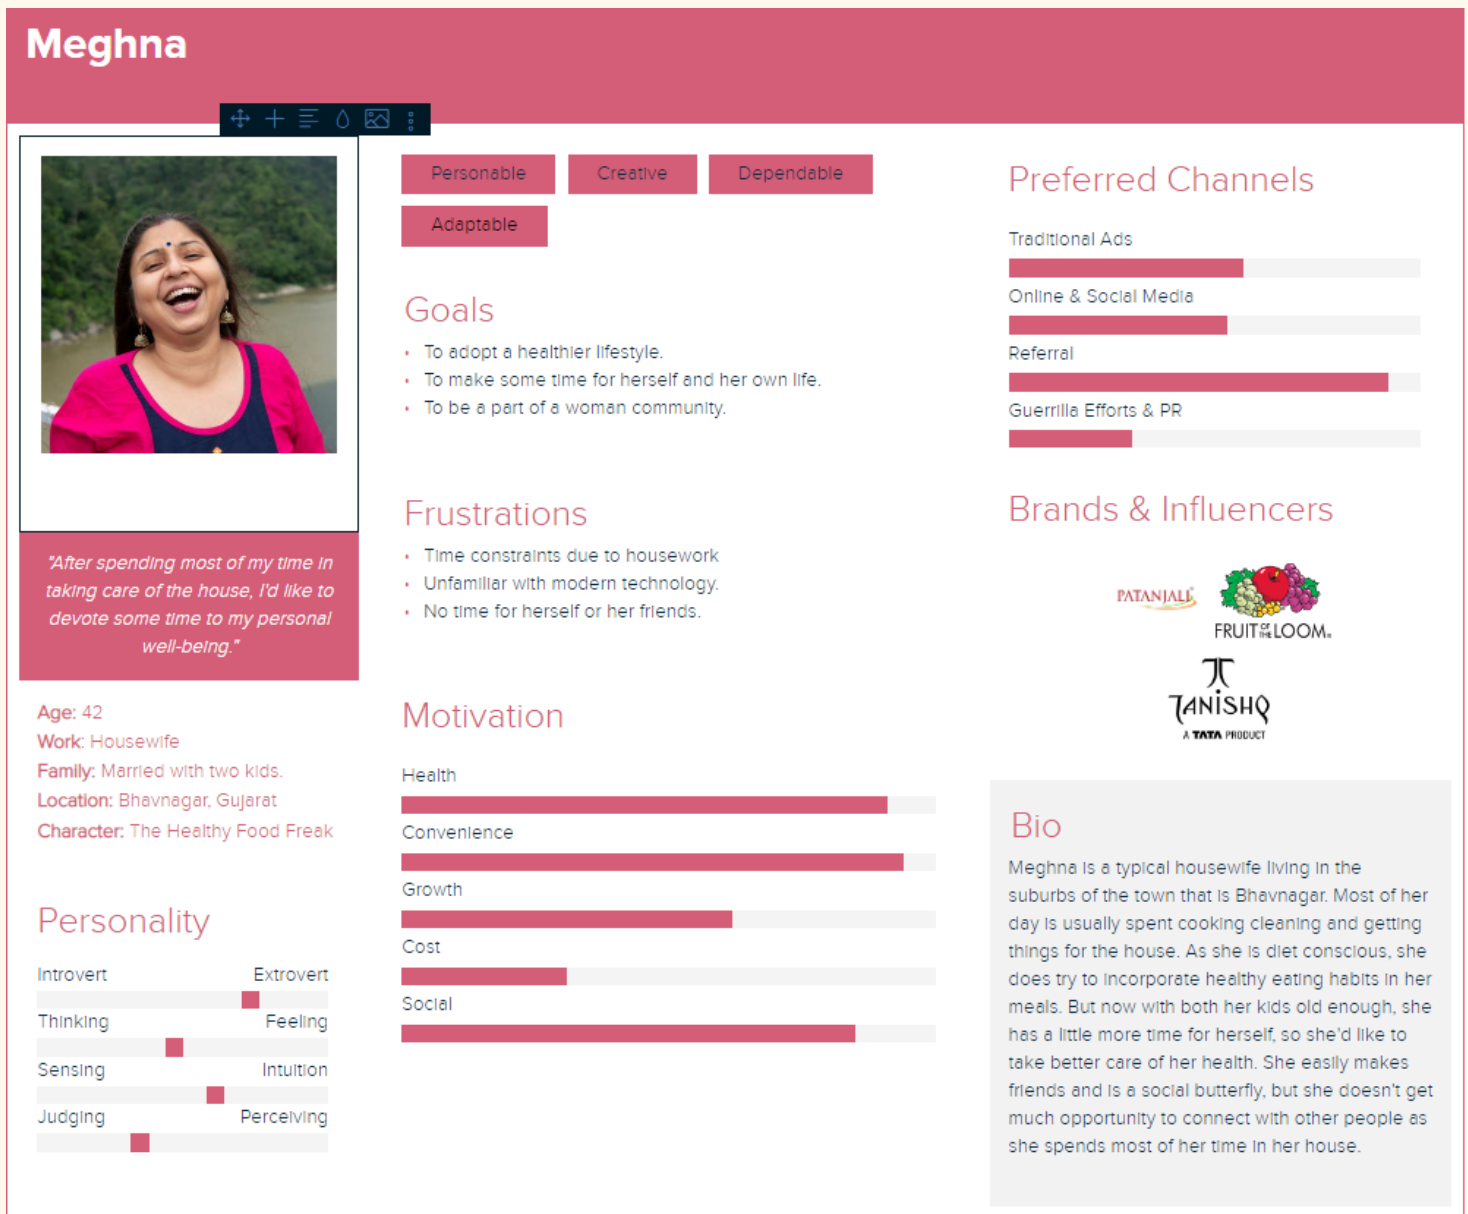 Meghna
"After spending most of my time in
taking care of the house, I'd like to
devote some time to my personal
well-being."
Age: 42
Work: Housewife
Family: Married with two kids.
Location: Bhavnagar, Gujarat
Character: The Healthy Food Freak
Personality
Introvert Extrovert
Thinking Feeling
Sensing Intuition
Judging Perceiving
Personable Creative Dependable
Adaptable
Goals
To adopt a healthier lifestyle.
To make some time for herself and her own life.
To be a part of a woman community.
Frustrations
Time constraints due to housework
Unfamiliar with modern technology.
No time for herself or her friends.
Motivation
Health
Convenience
Growth
Cost
Social
Preferred Channels
Traditional Ads
Online & Social Media
Referral
Guerrilla Efforts & PR
Brands & Influencers
PATANJALI
FRUIT OF THE LOOM
TANISHQ
A TATA PRODUCT
Bio
Meghna is a typical housewife living in the
suburbs of the town that is Bhavnagar. Most of her
day is usually spent cooking cleaning and getting
things for the house. As she is diet conscious, she
does try to incorporate healthy eating habits in her
meals. But now with both her kids old enough, she
has a little more time for herself, so she'd like to
take better care of her health. She easily makes
friends and is a social butterfly, but she doesn't get
much opportunity to connect with other people as
she spends most of her time in her house.